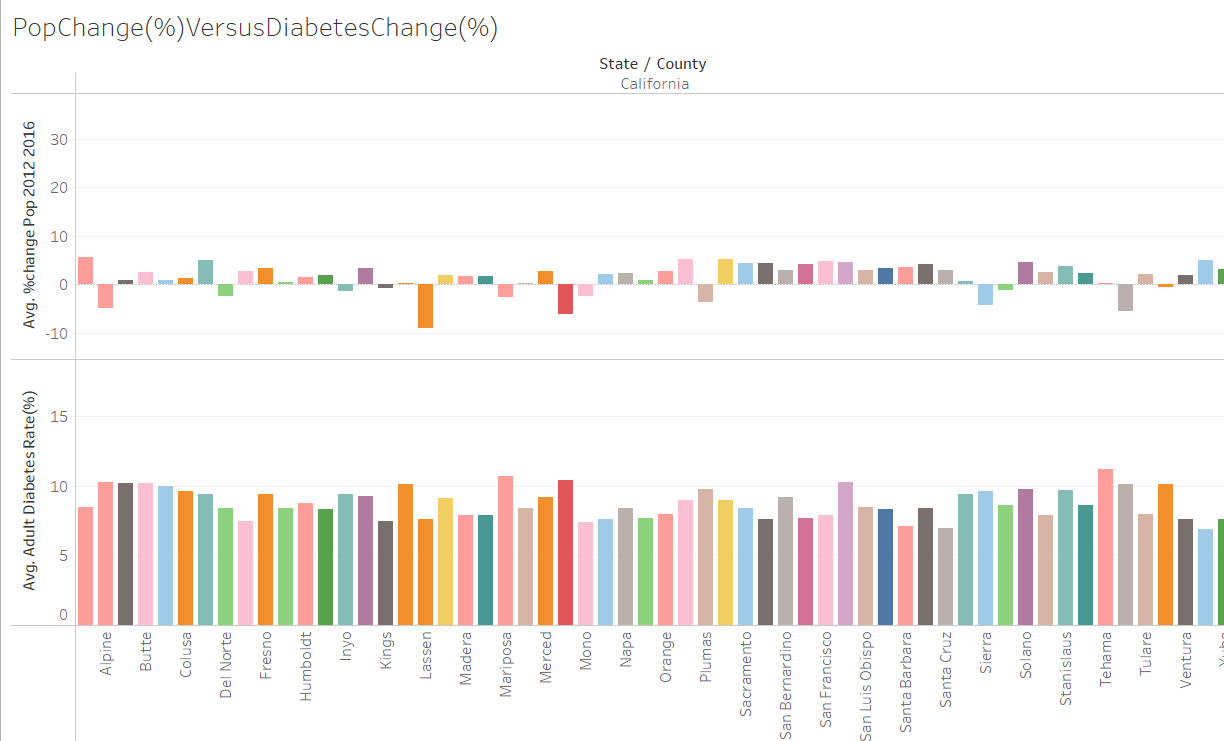 PopChange(%)VersusDiabetesChange(%)
State / County
California
Avg. %change Pop 2012 2016
30
20
10
0
-10
Avg. Adult Diabetes Rate(%)
15
10
5
0
Alpine
Butte
Colusa
Del Norte
Fresno
Humboldt
Inyo
Kings
Lassen
Madera
Mariposa
Merced
Mono
Napa
Orange
Plumas
Sacramento
San Bernardino
San Francisco
San Luis Obispo
Santa Barbara
Santa Cruz
Sierra
Solano
Stanislaus
Tehama
Tulare
Ventura